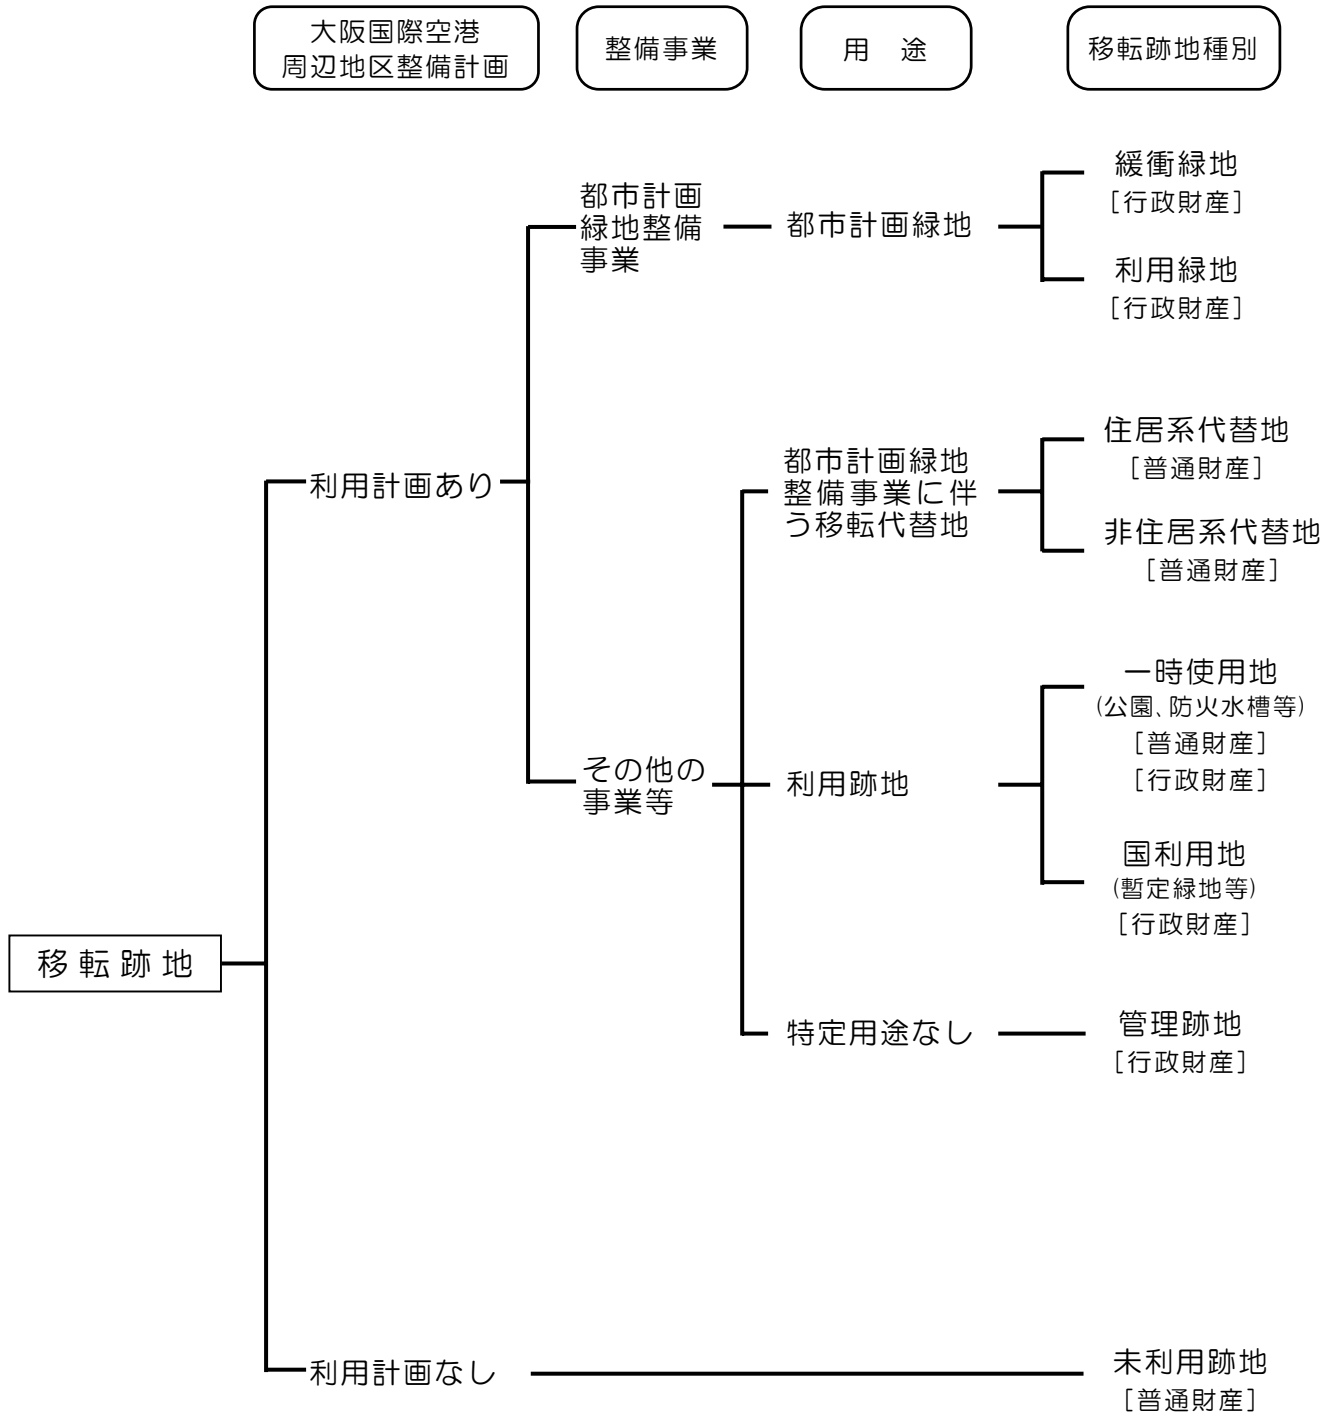 大阪国際空港
周辺地区整備計画
整備事業
用　途
移転跡地種別
緩衝緑地
[行政財産]
都市計画
緑地整備
事業
都市計画緑地
利用緑地
[行政財産]
利用計画あり
都市計画緑地
整備事業に伴
う移転代替地
住居系代替地
[普通財産]
非住居系代替地
[普通財産]
その他の
事業等
利用跡地
一時使用地
(公園、防火水槽等)
[普通財産]
[行政財産]
国利用地
(暫定緑地等)
[行政財産]
移転跡地
特定用途なし
管理跡地
[行政財産]
利用計画なし
未利用跡地
[普通財産]